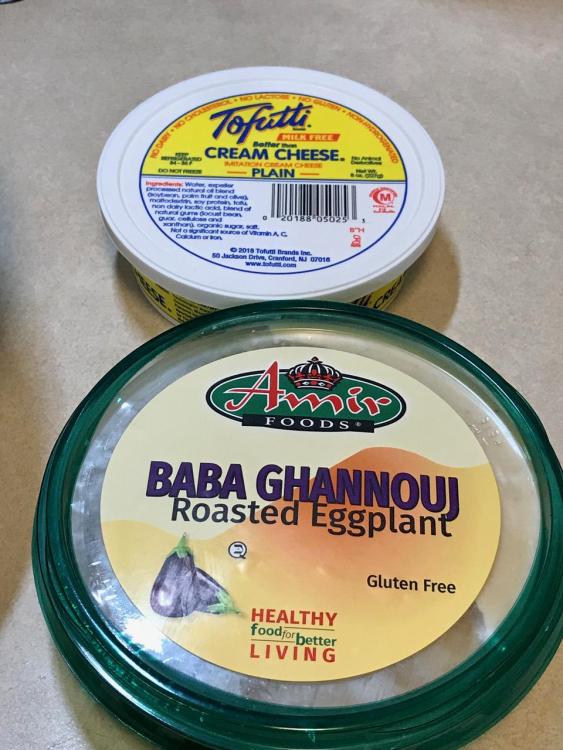 NO DAIRY • NO CHOLESTEROL • NO LACTOSE • NO GLUTEN • NON-HYDROGENATED
Tofutti
MILK FREE
Better than
CREAM CHEESE
IMITATION CREAM CHEESE
PLAIN
KEEP
REFRIGERATED
DO NOT FREEZE
No Animal
Derivatives
Net Wt.
8 oz. (227g)
Ingredients: Water, expeller
processed natural oil blend
(soybean, palm fruit and olive),
maltodextrin, soy protein, tofu,
non dairy lactic acid, blend of
natural gums (locust bean,
guar, cellulose and
xanthan), organic sugar, salt.
Not a significant source of Vitamin A, C,
Calcium or Iron.
0 20188 05025
© 2018 Tofutti Brands Inc.
50 Jackson Drive, Cranford, NJ 07016
www.tofutti.com
Amir
FOODS®
BABA GHANNOUJ
Roasted Eggplant
Gluten Free
HEALTHY
food for better
LIVING